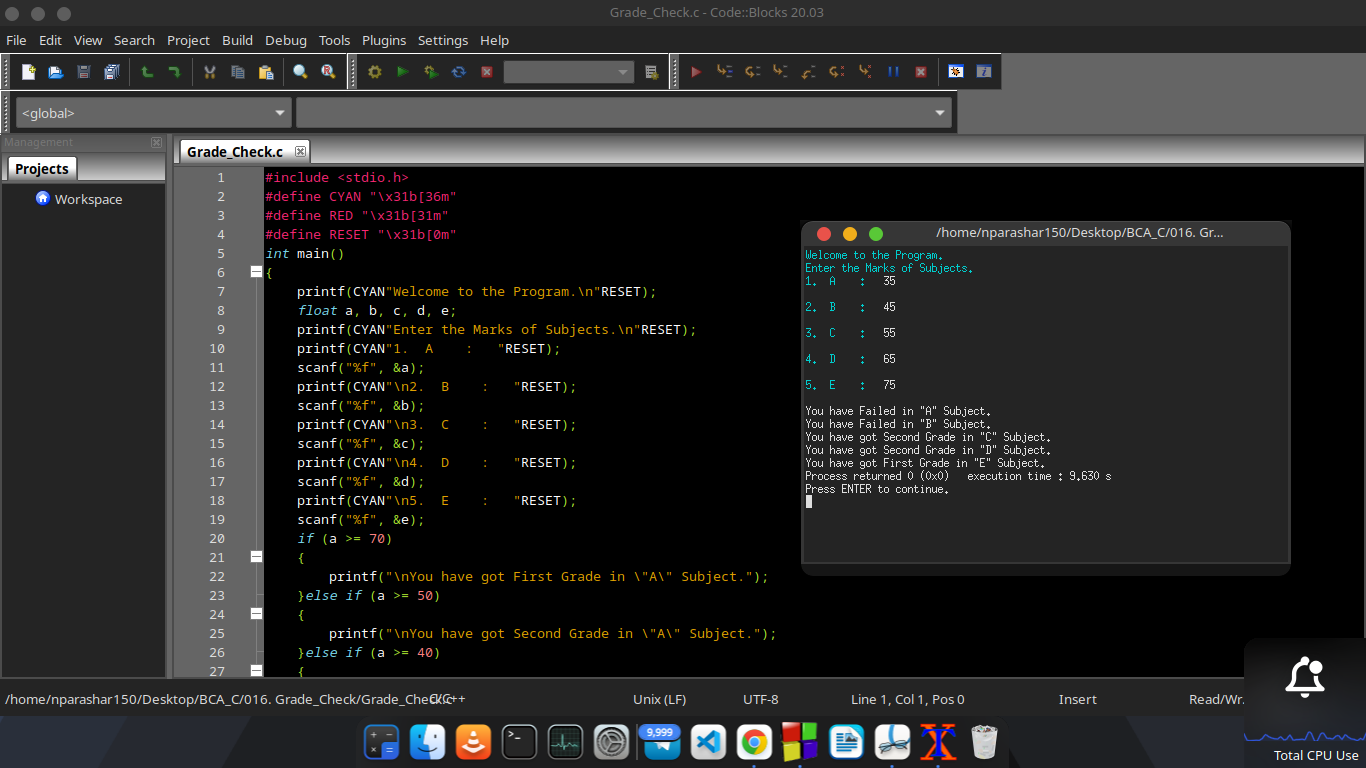 Grade_Check.c - Code::Blocks 20.03
File Edit View Search Project Build Debug Tools Plugins Settings Help
<global>
Management
Projects
Workspace
Grade_Check.c
1 #include <stdio.h>
2 #define CYAN "\x31b[36m"
3 #define RED "\x31b[31m"
4 #define RESET "\x31b[0m"
5 int main()
6 {
7 printf(CYAN"Welcome to the Program.\n"RESET);
8 float a, b, c, d, e;
9 printf(CYAN"Enter the Marks of Subjects.\n"RESET);
10 printf(CYAN"1.  A    :   "RESET);
11 scanf("%f", &a);
12 printf(CYAN"\n2.  B    :   "RESET);
13 scanf("%f", &b);
14 printf(CYAN"\n3.  C    :   "RESET);
15 scanf("%f", &c);
16 printf(CYAN"\n4.  D    :   "RESET);
17 scanf("%f", &d);
18 printf(CYAN"\n5.  E    :   "RESET);
19 scanf("%f", &e);
20 if (a >= 70)
21 {
22 printf("\nYou have got First Grade in \"A\" Subject.");
23 }else if (a >= 50)
24 {
25 printf("\nYou have got Second Grade in \"A\" Subject.");
26 }else if (a >= 40)
27 {
/home/nparashar150/Desktop/BCA_C/016. Gr...
Welcome to the Program.
Enter the Marks of Subjects.
1.  A   :   35
2.  B   :   45
3.  C   :   55
4.  D   :   65
5.  E   :   75
You have Failed in "A" Subject.
You have Failed in "B" Subject.
You have got Second Grade in "C" Subject.
You have got Second Grade in "D" Subject.
You have got First Grade in "E" Subject.
Process returned 0 (0x0)   execution time : 9.630 s
Press ENTER to continue.
/home/nparashar150/Desktop/BCA_C/016. Grade_Check/Grade_Check.c C/C++ Unix (LF) UTF-8 Line 1, Col 1, Pos 0 Insert Read/Wr.
9,999
Total CPU Use